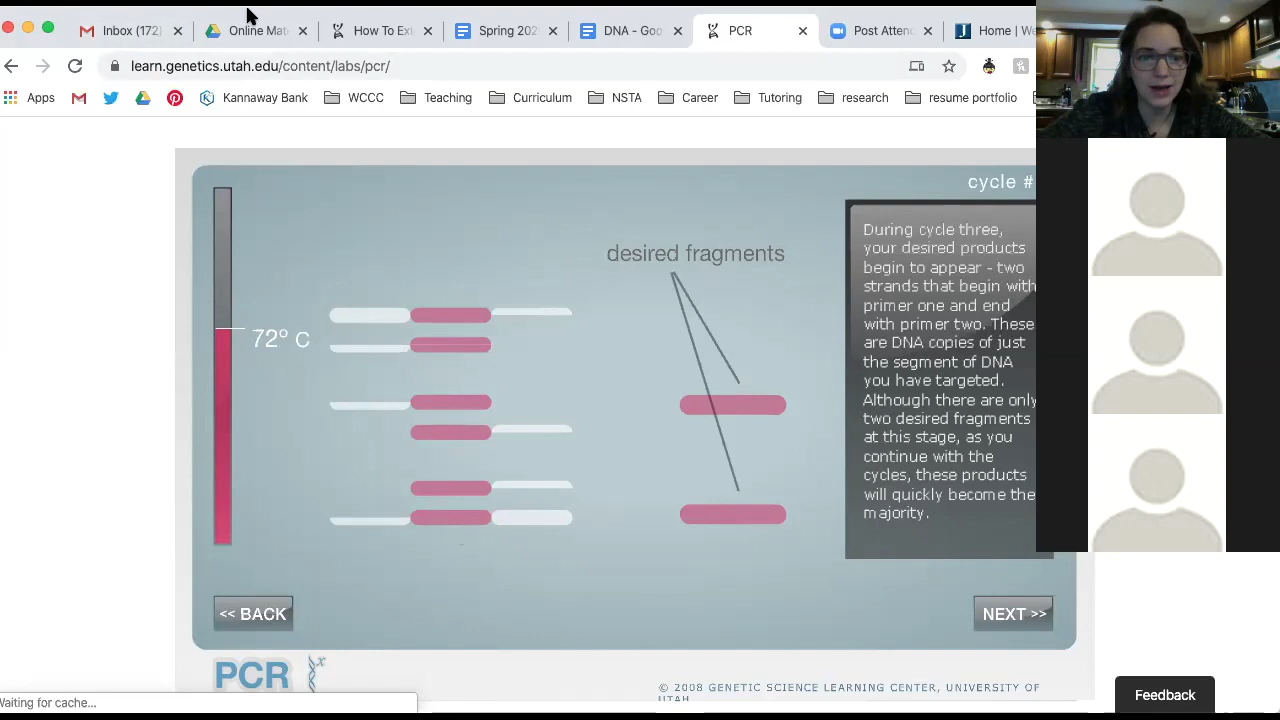 Inbox (172)
Online Mat
How To Ex
Spring 202
DNA - Goo
PCR
Post Atten
Home | We
learn.genetics.utah.edu/content/labs/pcr/
Apps
Kannaway Bank
WCCC
Teaching
Curriculum
NSTA
Career
Tutoring
research
resume portfolio
cycle #
72° C
desired fragments
During cycle three,
your desired products
begin to appear - two
strands that begin with
primer one and end
with primer two. These
are DNA copies of just
the segment of DNA
you have targeted.
Although there are only
two desired fragments
at this stage, as you
continue with the
cycles, these products
will quickly become the
majority.
<< BACK
NEXT >>
PCR
© 2008 GENETIC SCIENCE LEARNING CENTER, UNIVERSITY OF
UTAH
Waiting for cache...
Feedback